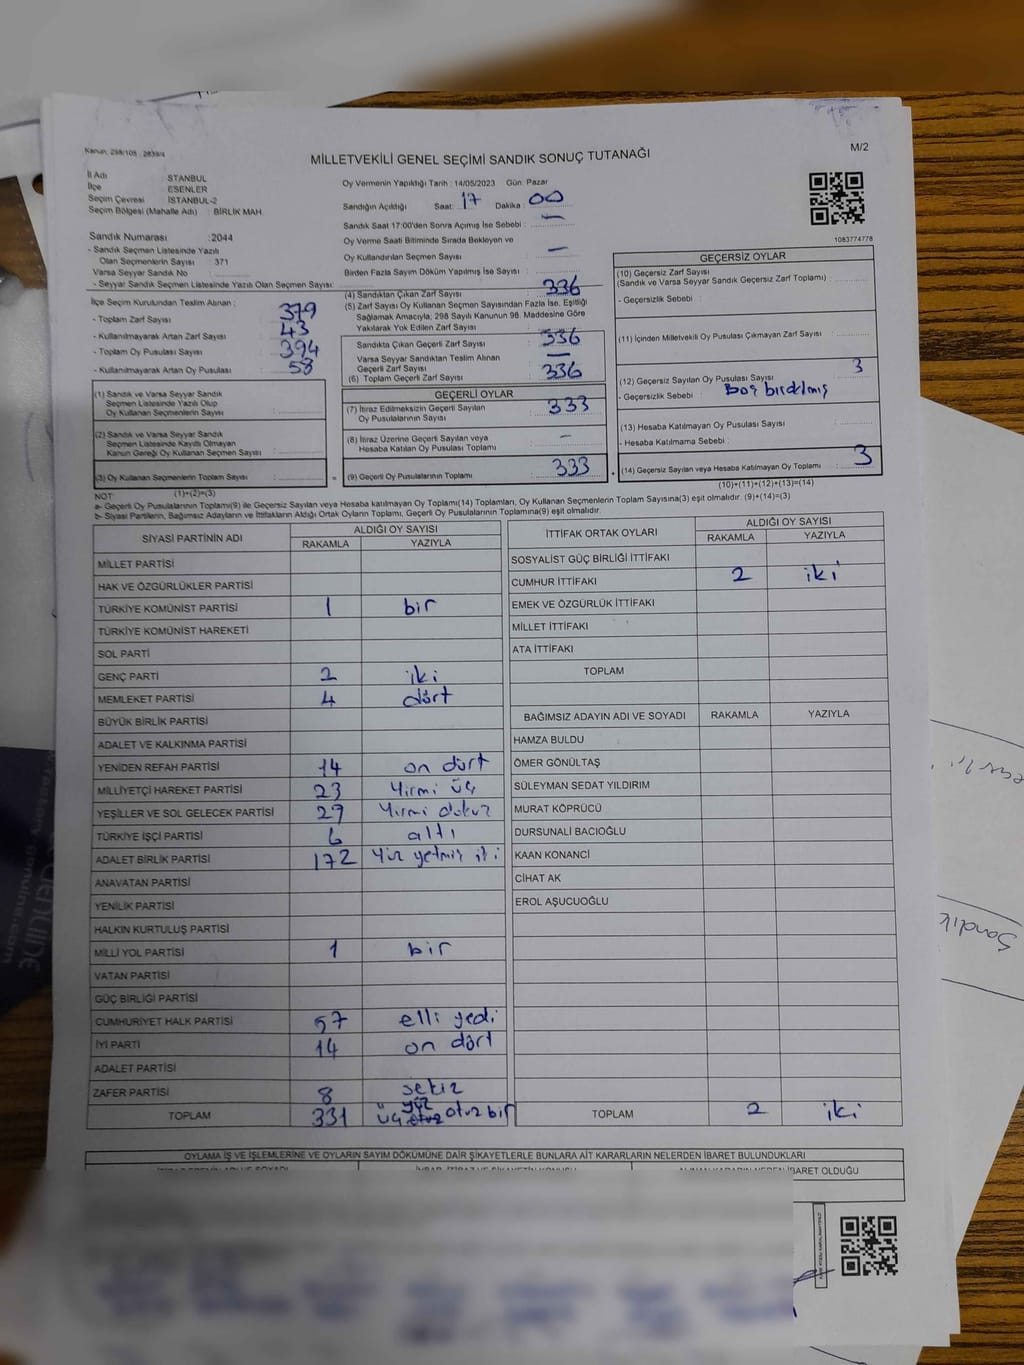 Kanun, 298/105 : 2839/4
MİLLETVEKİLİ GENEL SEÇİMİ SANDIK SONUÇ TUTANAĞI
M/2
İl Adı : STANBUL
İlçe ESENLER
Seçim Çevresi : İSTANBUL-2
Seçim Bölgesi (Mahalle Adı) : BİRLİK MAH.
Sandık Numarası :2044
- Sandık Seçmen Listesinde Yazılı
Olan Seçmenlerin Sayısı : 371
Varsa Seyyar Sandık No
- Seyyar Sandık Seçmen Listesinde Yazılı Olan Seçmen Sayısı:
Oy Vermenin Yapıldığı Tarih : 14/05/2023 Gün: Pazar
Sandığın Açıldığı Saat: 17 Dakika : 00
Sandık Saat 17:00'den Sonra Açılmış İse Sebebi : —
Oy Verme Saati Bitiminde Sırada Bekleyen ve
Oy Kullandırılan Seçmen Sayısı : —
Birden Fazla Sayım Döküm Yapılmış İse Sayısı :
1083774778
İlçe Seçim Kurulundan Teslim Alınan :
- Toplam Zarf Sayısı : 379
- Kullanılmayarak Artan Zarf Sayısı : 43
- Toplam Oy Pusulası Sayısı : 394
- Kullanılmayarak Artan Oy Pusulası : 58
(4) Sandıktan Çıkan Zarf Sayısı : 336
(5) Zarf Sayısı Oy Kullanan Seçmen Sayısından Fazla İse, Eşitliği
Sağlamak Amacıyla; 298 Sayılı Kanunun 98. Maddesine Göre
Yakılarak Yok Edilen Zarf Sayısı :
Sandıkta Çıkan Geçerli Zarf Sayısı : 336
Varsa Seyyar Sandıktan Teslim Alınan
Geçerli Zarf Sayısı : —
(6) Toplam Geçerli Zarf Sayısı : 336
GEÇERSİZ OYLAR
(10) Geçersiz Zarf Sayısı
(Sandık ve Varsa Seyyar Sandık Geçersiz Zarf Toplamı) :
- Geçersizlik Sebebi :
(11) İçinden Milletvekili Oy Pusulası Çıkmayan Zarf Sayısı :
(12) Geçersiz Sayılan Oy Pusulası Sayısı : 3
- Geçersizlik Sebebi : Boş bırakılmış
(13) Hesaba Katılmayan Oy Pusulası Sayısı :
- Hesaba Katılmama Sebebi :
(14) Geçersiz Sayılan veya Hesaba Katılmayan Oy Toplamı : 3
(10)+(11)+(12)+(13)=(14)
(1) Sandık ve Varsa Seyyar Sandık
Seçmen Listesinde Yazılı Olup
Oy Kullanan Seçmenlerin Sayısı :
(2) Sandık ve Varsa Seyyar Sandık
Seçmen Listesinde Kayıtlı Olmayan
Kanun Gereği Oy Kullanan Seçmen Sayısı :
(3) Oy Kullanan Seçmenlerin Toplam Sayısı :
(1)+(2)=(3)
GEÇERLİ OYLAR
(7) İtiraz Edilmeksizin Geçerli Sayılan
Oy Pusulalarının Sayısı : 333
(8) İtiraz Üzerine Geçerli Sayılan veya
Hesaba Katılan Oy Pusulası Toplamı : —
(9) Geçerli Oy Pusulalarının Toplamı : 333
NOT:
a- Geçerli Oy Pusulalarının Toplamı(9) ile Geçersiz Sayılan veya Hesaba katılmayan Oy Toplamı(14) Toplamları; Oy Kullanan Seçmenlerin Toplam Sayısına(3) eşit olmalıdır. (9)+(14)=(3)
b- Siyasi Partilerin, Bağımsız Adayların ve İttifakların Aldığı Ortak Oyların Toplamı, Geçerli Oy Pusulalarının Toplamına(9) eşit olmalıdır.
SİYASİ PARTİNİN ADI ALDIĞI OY SAYISI
RAKAMLA YAZIYLA
MİLLET PARTİSİ
HAK VE ÖZGÜRLÜKLER PARTİSİ
TÜRKİYE KOMÜNİST PARTİSİ 1 bir
TÜRKİYE KOMÜNİST HAREKETİ
SOL PARTİ
GENÇ PARTİ 2 iki
MEMLEKET PARTİSİ 4 dört
BÜYÜK BİRLİK PARTİSİ
ADALET VE KALKINMA PARTİSİ
YENİDEN REFAH PARTİSİ 14 on dört
MİLLİYETÇİ HAREKET PARTİSİ 23 Yirmi üç
YEŞİLLER VE SOL GELECEK PARTİSİ 29 Yirmi dokuz
TÜRKİYE İŞÇİ PARTİSİ 6 altı
ADALET BİRLİK PARTİSİ 172 Yüz yetmiş iki
ANAVATAN PARTİSİ
YENİLİK PARTİSİ
HALKIN KURTULUŞ PARTİSİ
MİLLİ YOL PARTİSİ 1 bir
VATAN PARTİSİ
GÜÇ BİRLİĞİ PARTİSİ
CUMHURİYET HALK PARTİSİ 57 elli yedi
İYİ PARTİ 14 on dört
ADALET PARTİSİ
ZAFER PARTİSİ 8 sekiz
TOPLAM 331 üç yüz otuz bir
İTTİFAK ORTAK OYLARI ALDIĞI OY SAYISI
RAKAMLA YAZIYLA
SOSYALİST GÜÇ BİRLİĞİ İTTİFAKI
CUMHUR İTTİFAKI 2 iki
EMEK VE ÖZGÜRLÜK İTTİFAKI
MİLLET İTTİFAKI
ATA İTTİFAKI
TOPLAM
BAĞIMSIZ ADAYIN ADI VE SOYADI RAKAMLA YAZIYLA
HAMZA BULDU
ÖMER GÖNÜLTAŞ
SÜLEYMAN SEDAT YILDIRIM
MURAT KÖPRÜCÜ
DURSUNALİ BACIOĞLU
KAAN KONANCİ
CİHAT AK
EROL AŞUCUOĞLU
TOPLAM 2 iki
OYLAMA İŞ VE İŞLEMLERİNE VE OYLARIN SAYIM DÖKÜMÜNE DAİR ŞİKAYETLERLE BUNLARA AİT KARARLARIN NELERDEN İBARET BULUNDUKLARI
İBARET OLDUĞU
Sandık